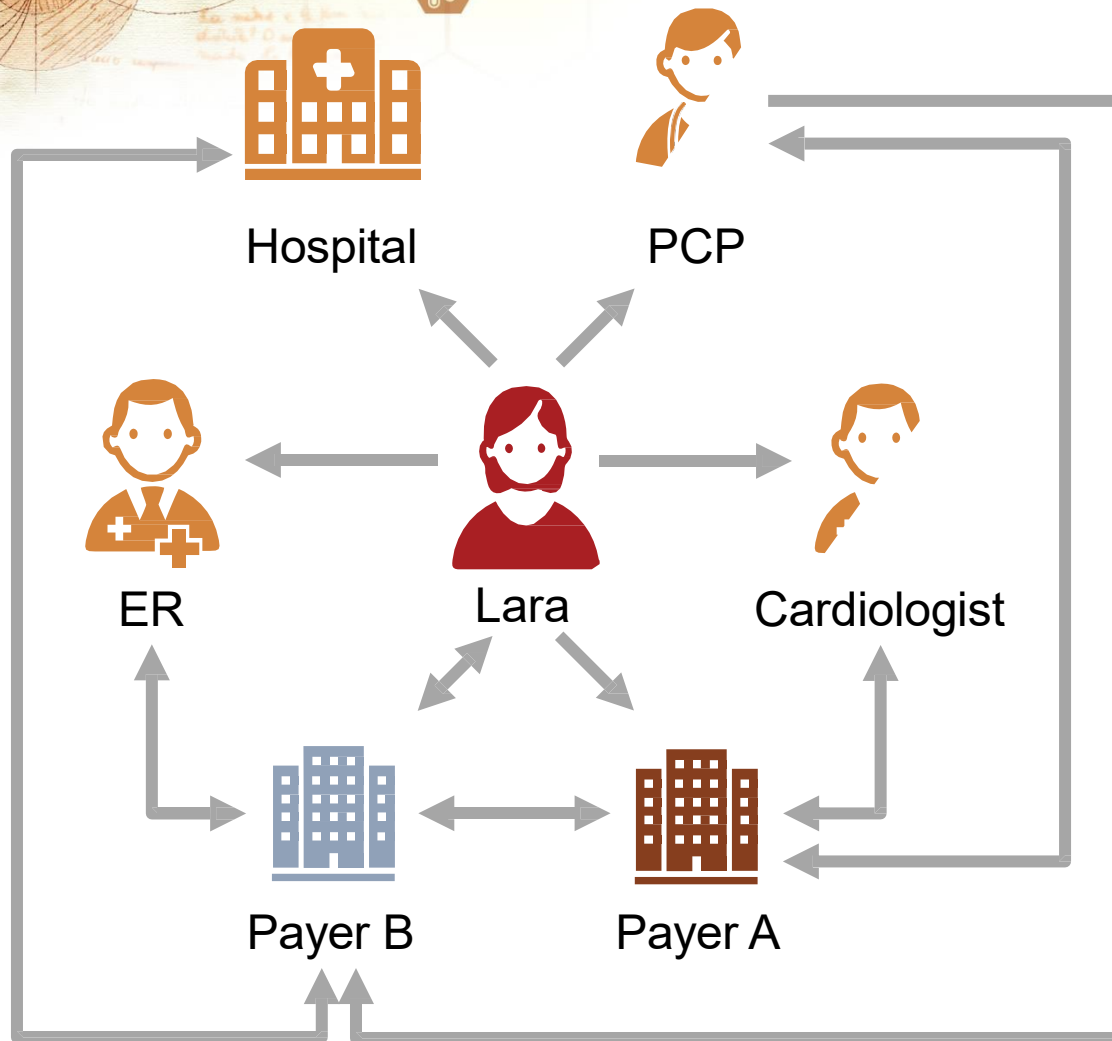 Hospital
PCP
ER
Lara
Cardiologist
Payer B
Payer A